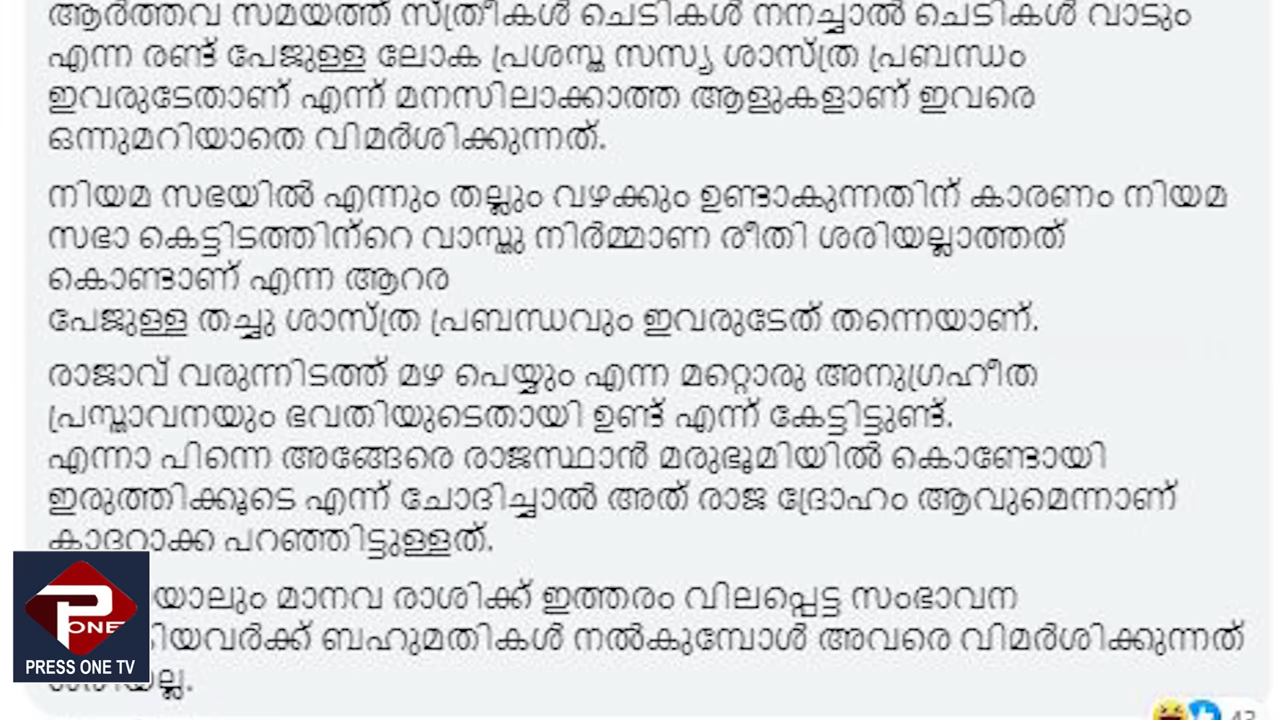 ആർത്തവ സമയത്ത് സ്ത്രീകൾ ചെടികൾ നനച്ചാൽ ചെടികൾ വാടും
എന്ന രണ്ട് പേജുള്ള ലോക പ്രശസ്ത സസ്യ ശാസ്ത്ര പ്രബന്ധം
ഇവരുടേതാണ് എന്ന് മനസിലാക്കാത്ത ആളുകളാണ് ഇവരെ
ഒന്നുമറിയാതെ വിമർശിക്കുന്നത്.
നിയമ സഭയിൽ എന്നും തല്ലും വഴക്കും ഉണ്ടാകുന്നതിന് കാരണം നിയമ
സഭാ കെട്ടിടത്തിന്റെ വാസ്തു നിർമ്മാണ രീതി ശരിയല്ലാത്തത്
കൊണ്ടാണ് എന്ന ആറര
പേജുള്ള തച്ചു ശാസ്ത്ര പ്രബന്ധവും ഇവരുടേത് തന്നെയാണ്.
രാജാവ് വരുന്നിടത്ത് മഴ പെയ്യും എന്ന മറ്റൊരു അനുഗ്രഹീത
പ്രസ്താവനയും ഭവതിയുടെതായി ഉണ്ട് എന്ന് കേട്ടിട്ടുണ്ട്.
എന്നാ പിന്നെ അങ്ങേരെ രാജസ്ഥാൻ മരുഭൂമിയിൽ കൊണ്ടോയി
ഇരുത്തിക്കൂടെ എന്ന് ചോദിച്ചാൽ അത് രാജ ദ്രോഹം ആവുമെന്നാണ്
കാദറാക്ക പറഞ്ഞിട്ടുള്ളത്.
യാലും മാനവ രാശിക്ക് ഇത്തരം വിലപ്പെട്ട സംഭാവന
ിയവർക്ക് ബഹുമതികൾ നൽകുമ്പോൾ അവരെ വിമർശിക്കുന്നത്
P ONE
PRESS ONE TV